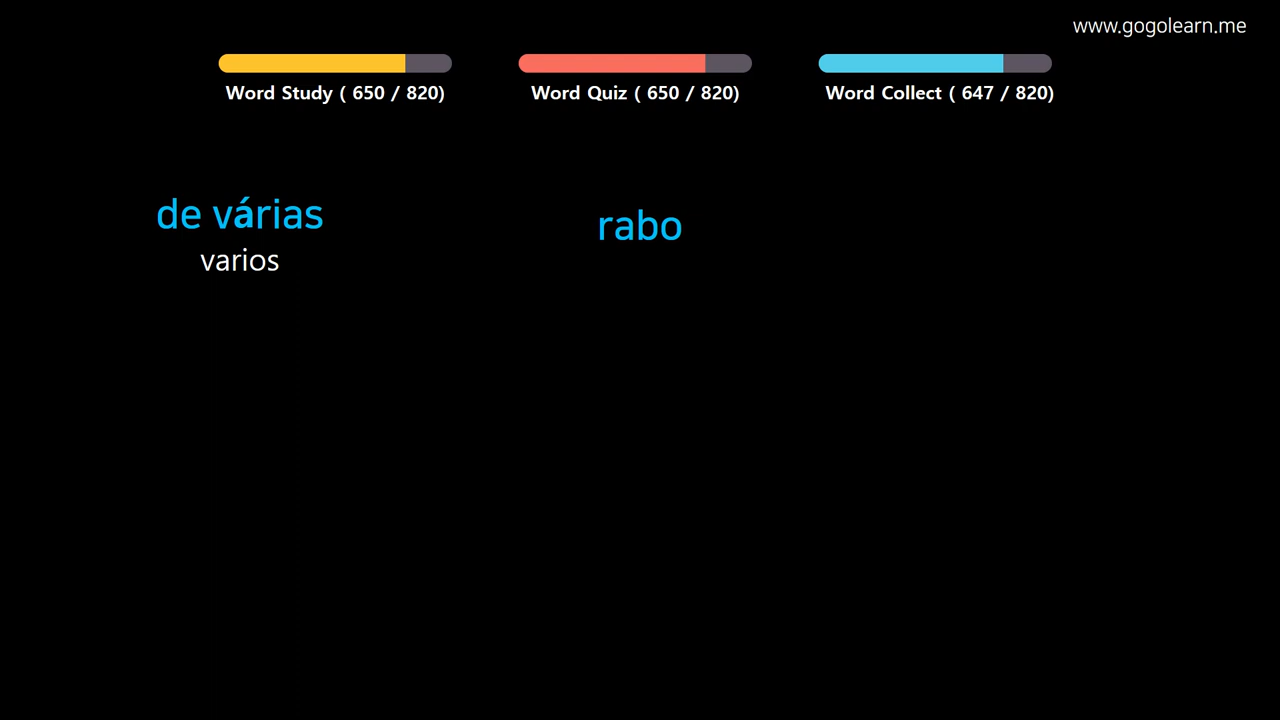 www.gogolearn.me
Word Study ( 650 / 820)
Word Quiz ( 650 / 820)
Word Collect ( 647 / 820)
de várias
varios
rabo